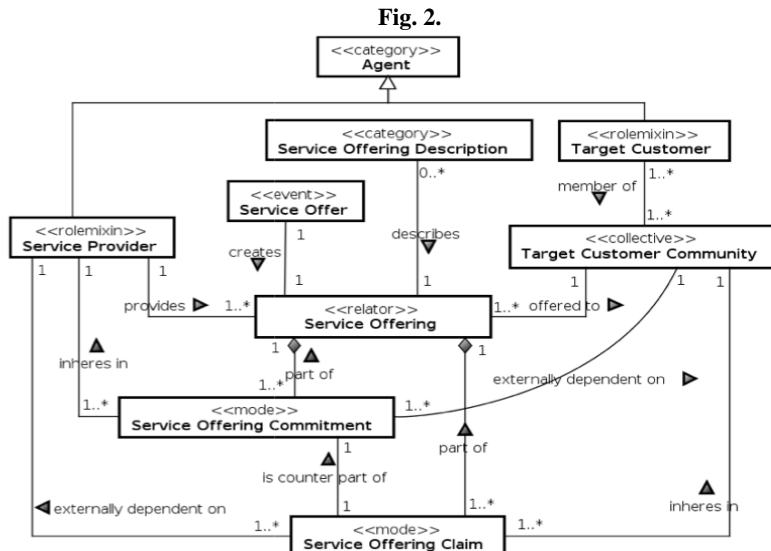 Fig. 2.
<<category>>
Agent
<<category>>
Service Offering Description
<<rolemixin>>
Target Customer
0..*
1..*
member of
<<event>>
Service Offer
1..*
<<rolemixin>>
Service Provider
1
describes
<<collective>>
Target Customer Community
creates
1
1
1
1
1
1
1
1
1
provides
1..*
<<relator>>
Service Offering
1..*
offered to
1
1
inheres in
part of
1..*
externally dependent on
1..*
<<mode>>
Service Offering Commitment
1..*
1
part of
is counter part of
externally dependent on
1
1..*
inheres in
1..*
<<mode>>
Service Offering Claim
1..*